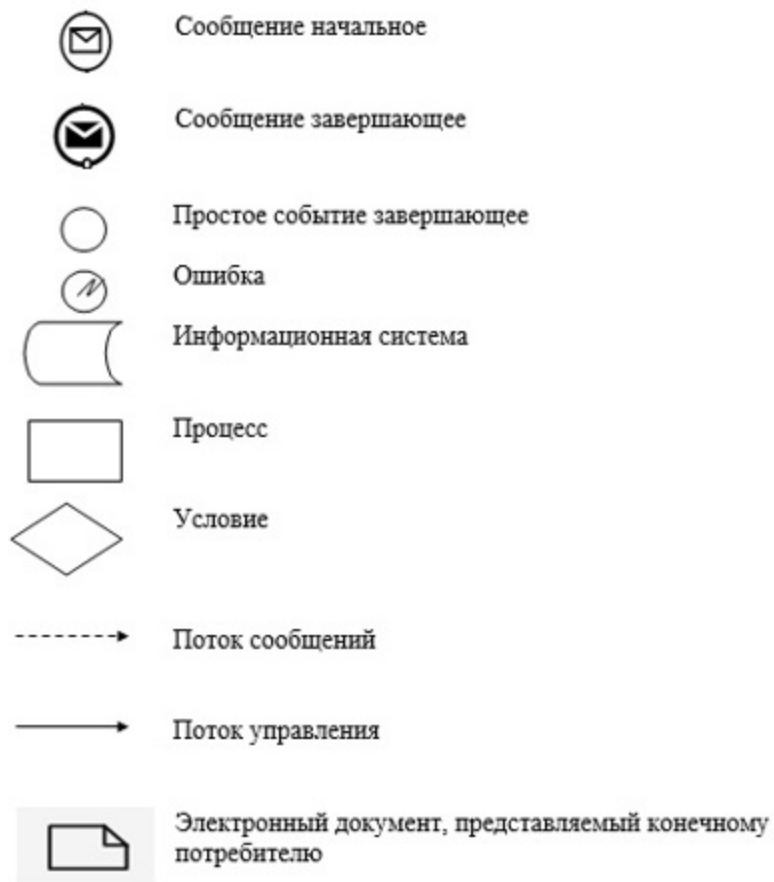 Сообщение начальное
Сообщение завершающее
Простое событие завершающее
Ошибка
Информационная система
Процесс
Условие
Поток сообщений
Поток управления
Электронный документ, представляемый конечному
потребителю